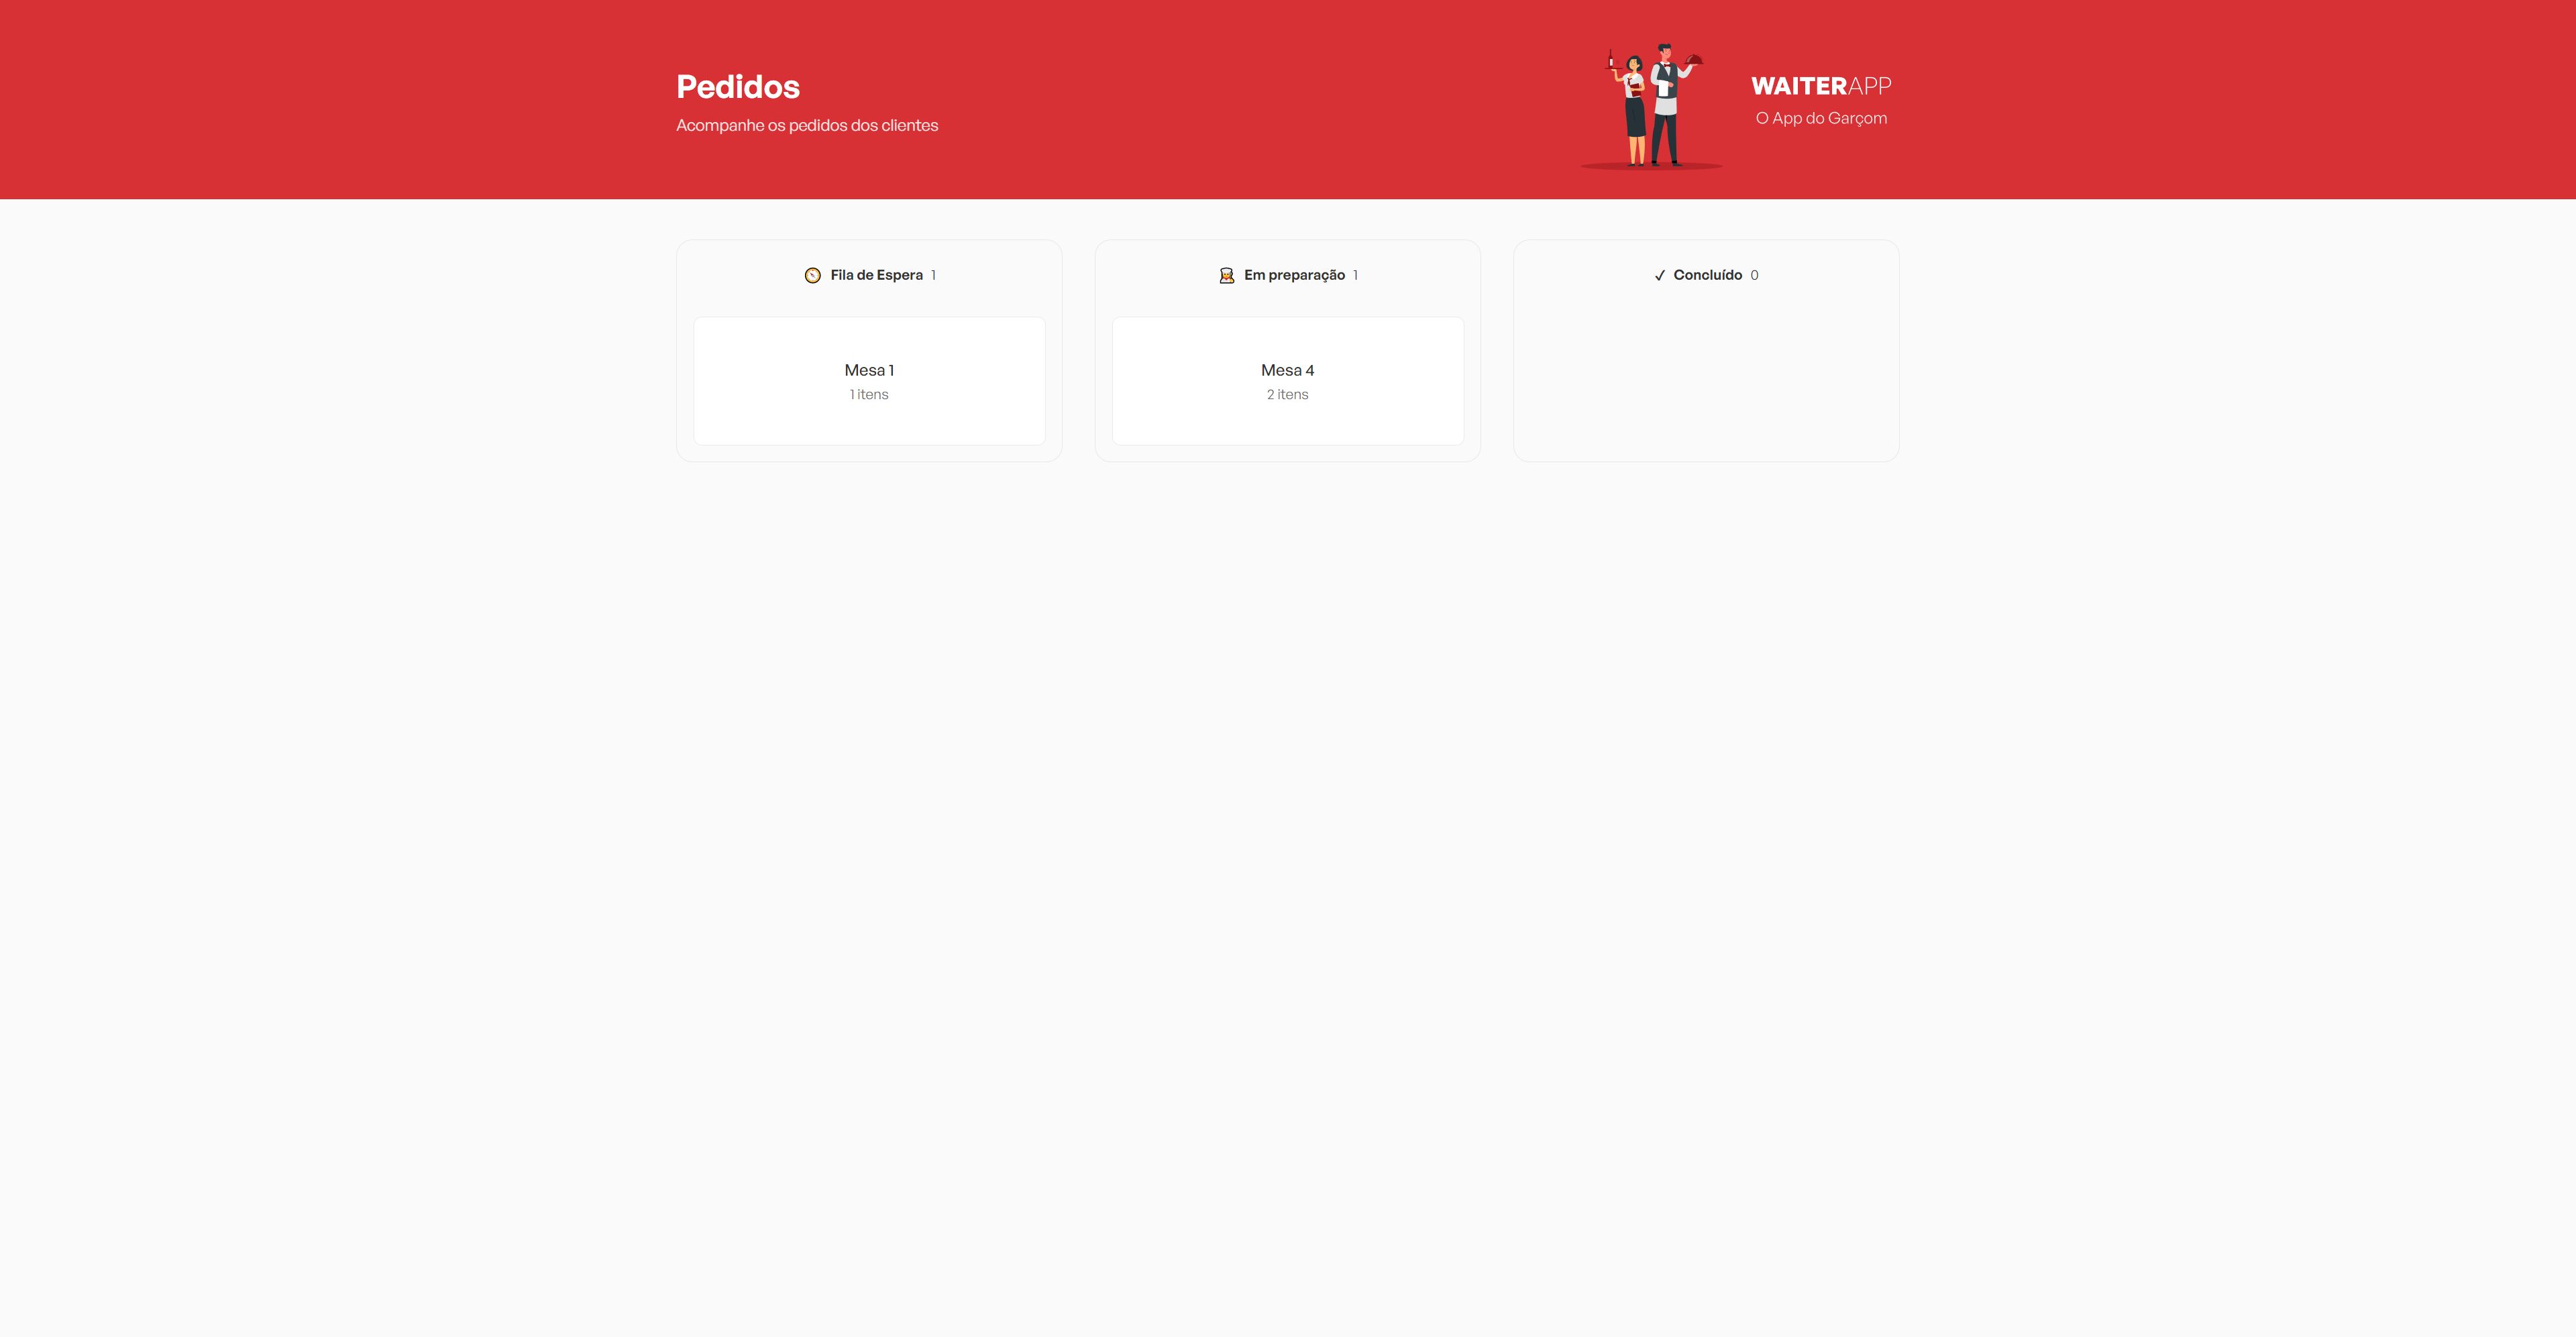 Pedidos
Acompanhe os pedidos dos clientes
WAITERAPP
O App do Garçom
Fila de Espera 1
Mesa 1
1 itens
Em preparação 1
Mesa 4
2 itens
✓ Concluído 0